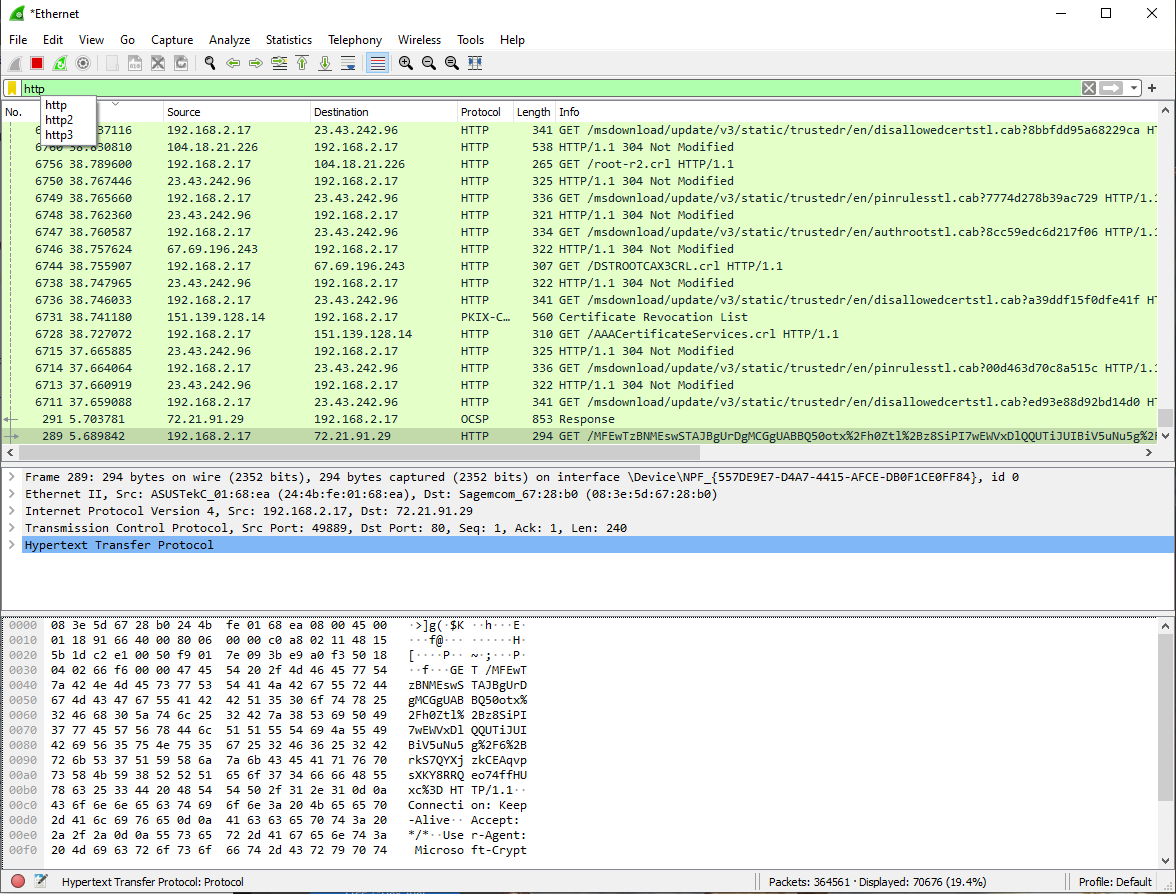 *Ethernet
File Edit View Go Capture Analyze Statistics Telephony Wireless Tools Help
http
http
http2
http3
No. Source Destination Protocol Length Info
37116 192.168.2.17 23.43.242.96 HTTP 341 GET /msdownload/update/v3/static/trustedr/en/disallowedcertstl.cab?8bbfdd95a68229ca
6760 38.830810 104.18.21.226 192.168.2.17 HTTP 538 HTTP/1.1 304 Not Modified
6756 38.789600 192.168.2.17 104.18.21.226 HTTP 265 GET /root-r2.crl HTTP/1.1
6750 38.767446 23.43.242.96 192.168.2.17 HTTP 325 HTTP/1.1 304 Not Modified
6749 38.765660 192.168.2.17 23.43.242.96 HTTP 336 GET /msdownload/update/v3/static/trustedr/en/pinrulesstl.cab?7774d278b39ac729 HTTP/1.1
6748 38.762360 23.43.242.96 192.168.2.17 HTTP 321 HTTP/1.1 304 Not Modified
6747 38.760587 192.168.2.17 23.43.242.96 HTTP 334 GET /msdownload/update/v3/static/trustedr/en/authrootstl.cab?8cc59edc6d217f06 HTTP/1.1
6746 38.757624 67.69.196.243 192.168.2.17 HTTP 322 HTTP/1.1 304 Not Modified
6744 38.755907 192.168.2.17 67.69.196.243 HTTP 307 GET /DSTROOTCAX3CRL.crl HTTP/1.1
6738 38.747965 23.43.242.96 192.168.2.17 HTTP 322 HTTP/1.1 304 Not Modified
6736 38.746033 192.168.2.17 23.43.242.96 HTTP 341 GET /msdownload/update/v3/static/trustedr/en/disallowedcertstl.cab?a39ddf15f0dfe41f
6731 38.741180 151.139.128.14 192.168.2.17 PKIX-C… 560 Certificate Revocation List
6728 38.727072 192.168.2.17 151.139.128.14 HTTP 310 GET /AAACertificateServices.crl HTTP/1.1
6715 37.665885 23.43.242.96 192.168.2.17 HTTP 325 HTTP/1.1 304 Not Modified
6714 37.664064 192.168.2.17 23.43.242.96 HTTP 336 GET /msdownload/update/v3/static/trustedr/en/pinrulesstl.cab?00d463d70c8a515c HTTP/1.1
6713 37.660919 23.43.242.96 192.168.2.17 HTTP 322 HTTP/1.1 304 Not Modified
6711 37.659088 192.168.2.17 23.43.242.96 HTTP 341 GET /msdownload/update/v3/static/trustedr/en/disallowedcertstl.cab?ed93e88d92bd14d0
291 5.703781 72.21.91.29 192.168.2.17 OCSP 853 Response
289 5.689842 192.168.2.17 72.21.91.29 HTTP 294 GET /MFEwTzBNMEswSTAJBgUrDgMCGgUABBQ50otx%2Fh0Ztl%2Bz8SiPI7wEWVxDlQQUTiJUIBiV5uNu5g%2F
Frame 289: 294 bytes on wire (2352 bits), 294 bytes captured (2352 bits) on interface \Device\NPF_{557DE9E7-D4A7-4415-AFCE-DB0F1CE0FF84}, id 0
Ethernet II, Src: ASUSTekC_01:68:ea (24:4b:fe:01:68:ea), Dst: Sagemcom_67:28:b0 (08:3e:5d:67:28:b0)
Internet Protocol Version 4, Src: 192.168.2.17, Dst: 72.21.91.29
Transmission Control Protocol, Src Port: 49889, Dst Port: 80, Seq: 1, Ack: 1, Len: 240
Hypertext Transfer Protocol
0000 08 3e 5d 67 28 b0 24 4b fe 01 68 ea 08 00 45 00 ·>]g(·$K ··h···E·
0010 01 18 91 66 40 00 80 06 00 00 c0 a8 02 11 48 15 ···f@··· ······H·
0020 5b 1d c2 e1 00 50 f9 01 7e 09 3b e9 a0 f3 50 18 [····P·· ~·;···P·
0030 04 02 66 f6 00 00 47 45 54 20 2f 4d 46 45 77 54 ··f···GE T /MFEwT
0040 7a 42 4e 4d 45 73 77 53 54 41 4a 42 67 55 72 44 zBNMEswS TAJBgUrD
0050 67 4d 43 47 67 55 41 42 42 51 35 30 6f 74 78 25 gMCGgUAB BQ50otx%
0060 32 46 68 30 5a 74 6c 25 32 42 7a 38 53 69 50 49 2Fh0Ztl% 2Bz8SiPI
0070 37 77 45 57 56 78 44 6c 51 51 55 54 69 4a 55 49 7wEWVxDl QQUTiJUI
0080 42 69 56 35 75 4e 75 35 67 25 32 46 36 25 32 42 BiV5uNu5 g%2F6%2B
0090 72 6b 53 37 51 59 58 6a 7a 6b 43 45 41 71 76 70 rkS7QYXj zkCEAqvp
00a0 73 58 4b 59 38 52 52 51 65 6f 37 34 66 66 48 55 sXKY8RRQ eo74ffHU
00b0 78 63 25 33 44 20 48 54 54 50 2f 31 2e 31 0d 0a xc%3D HT TP/1.1··
00c0 43 6f 6e 6e 65 63 74 69 6f 6e 3a 20 4b 65 65 70 Connecti on: Keep
00d0 2d 41 6c 69 76 65 0d 0a 41 63 63 65 70 74 3a 20 -Alive·· Accept:
00e0 2a 2f 2a 0d 0a 55 73 65 72 2d 41 67 65 6e 74 3a */*··Use r-Agent:
00f0 20 4d 69 63 72 6f 73 6f 66 74 2d 43 72 79 70 74 Microso ft-Crypt
Hypertext Transfer Protocol: Protocol Packets: 364561 · Displayed: 70676 (19.4%) Profile: Default